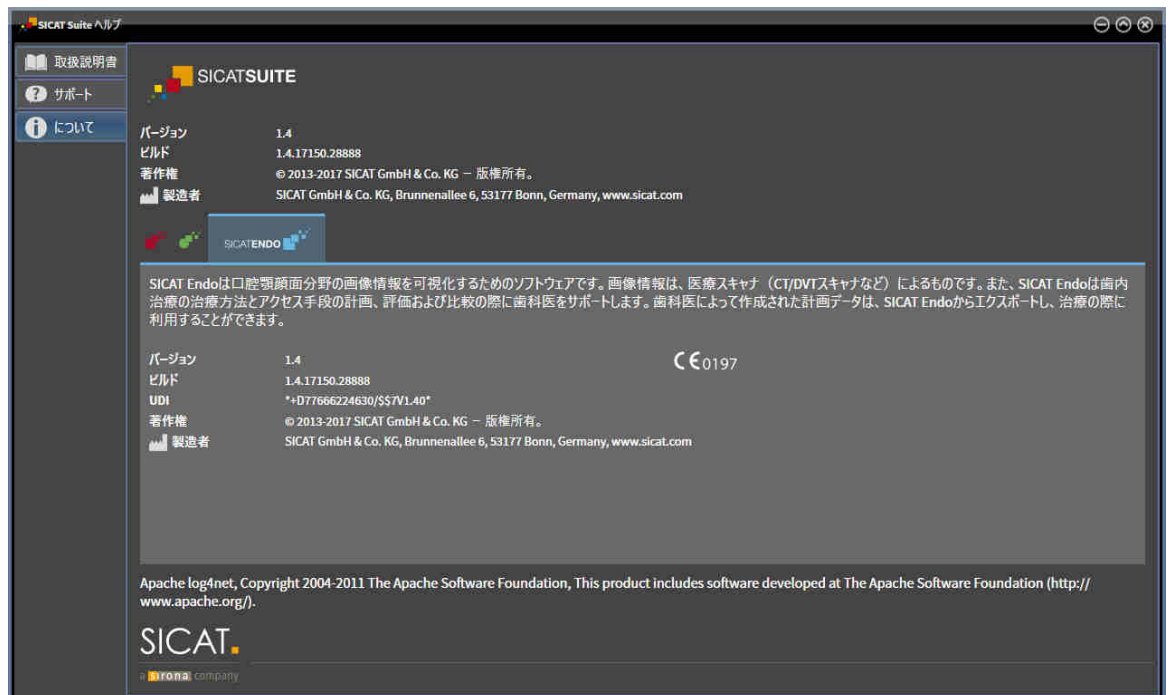 SICAT Suite ヘルプ
取扱説明書
サポート
について
SICATSUITE
バージョン 1.4
ビルド 1.4.17150.28888
著作権 © 2013-2017 SICAT GmbH & Co. KG – 版権所有。
製造者 SICAT GmbH & Co. KG, Brunnenallee 6, 53177 Bonn, Germany, www.sicat.com
SICATENDO
SICAT Endoは口腔顎顔面分野の画像情報を可視化するためのソフトウェアです。画像情報は、医療スキャナ（CT/DVTスキャナなど）によるものです。また、SICAT Endoは歯内
治療の治療方法とアクセス手段の計画、評価および比較の際に歯科医をサポートします。歯科医によって作成された計画データは、SICAT Endoからエクスポートし、治療の際に
利用することができます。
バージョン 1.4
CE0197
ビルド 1.4.17150.28888
UDI *+D77666224630/$$7V1.40*
著作権 © 2013-2017 SICAT GmbH & Co. KG – 版権所有。
製造者 SICAT GmbH & Co. KG, Brunnenallee 6, 53177 Bonn, Germany, www.sicat.com
Apache log4net, Copyright 2004-2011 The Apache Software Foundation, This product includes software developed at The Apache Software Foundation (http://
www.apache.org/).
SICAT.
a sirona company